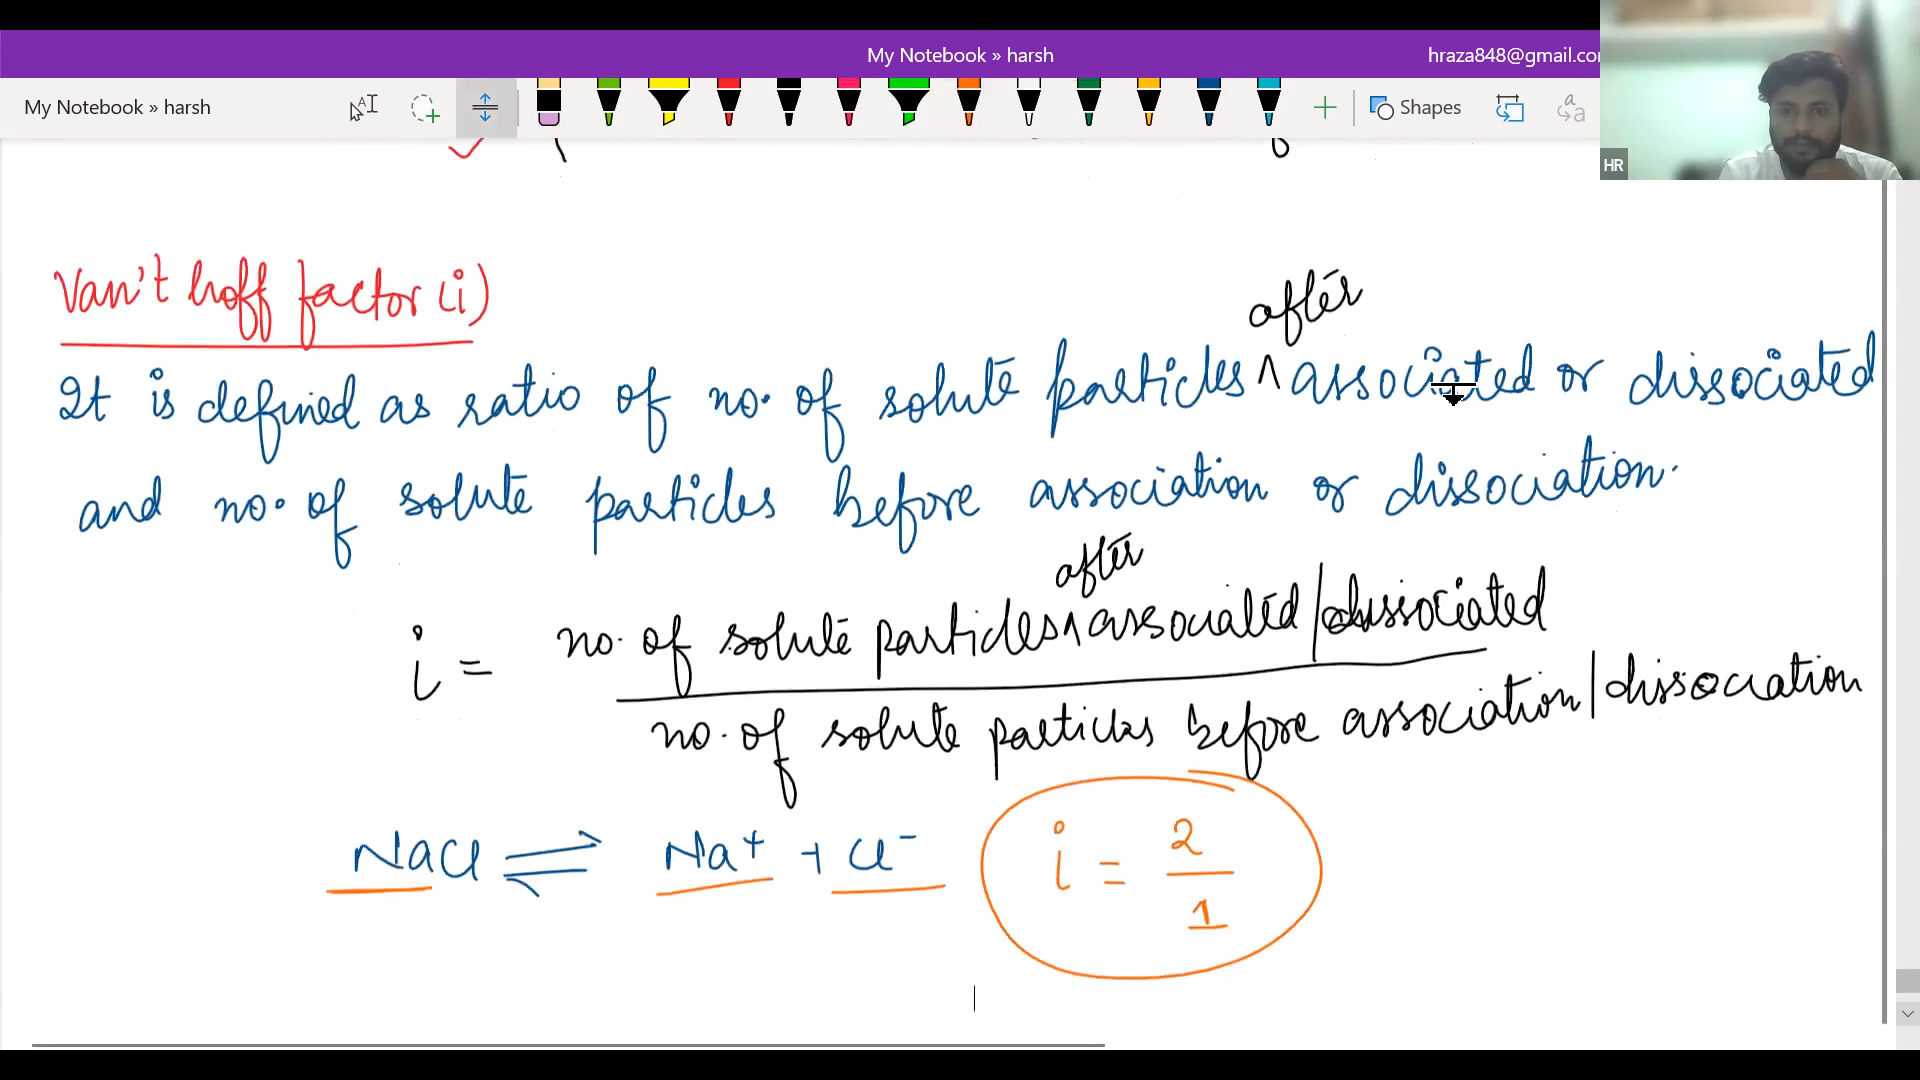 My Notebook » harsh
hraza848@gmail.co
My Notebook » harsh
Shapes
HR
Van't hoff factor (i)
after
It is defined as ratio of no. of solute particles ^ associated or dissociated
and no. of solute particles before association or dissociation.
after
i = no. of solute particles ^ associated / dissociated
no. of solute particles before association / dissociation
NaCl ⇌ Na⁺ + Cl⁻ i = 2
1